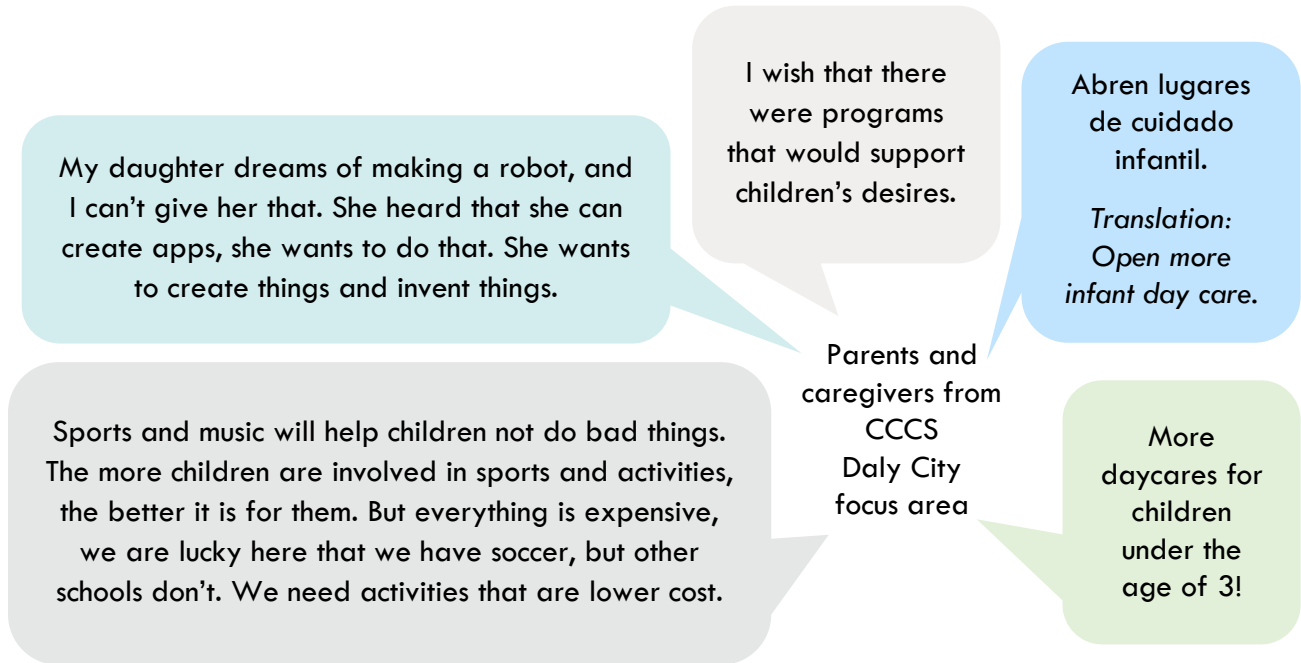 I wish that there
were programs
that would support
children’s desires.
Abren lugares
de cuidado
infantil.
Translation:
Open more
infant day care.
My daughter dreams of making a robot, and
I can’t give her that. She heard that she can
create apps, she wants to do that. She wants
to create things and invent things.
Parents and
caregivers from
CCCS
Daly City
focus area
Sports and music will help children not do bad things.
The more children are involved in sports and activities,
the better it is for them. But everything is expensive,
we are lucky here that we have soccer, but other
schools don’t. We need activities that are lower cost.
More
daycares for
children
under the
age of 3!